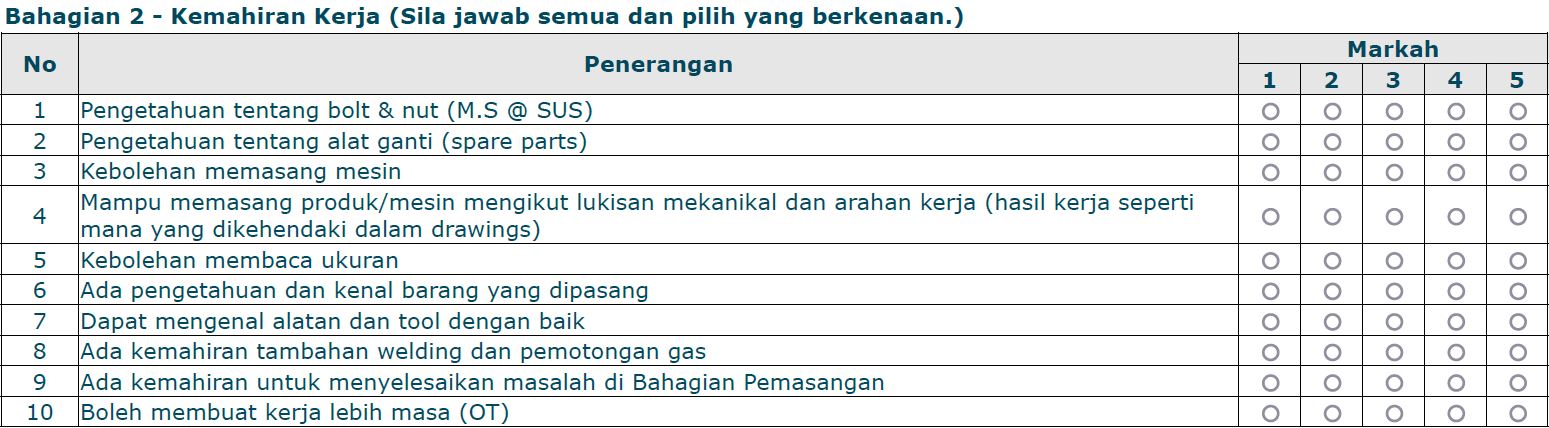 Bahagian 2 - Kemahiran Kerja (Sila jawab semua dan pilih yang berkenaan.)
No Penerangan Markah
1 2 3 4 5
1 Pengetahuan tentang bolt & nut (M.S @ SUS)
2 Pengetahuan tentang alat ganti (spare parts)
3 Kebolehan memasang mesin
4 Mampu memasang produk/mesin mengikut lukisan mekanikal dan arahan kerja (hasil kerja seperti
mana yang dikehendaki dalam drawings)
5 Kebolehan membaca ukuran
6 Ada pengetahuan dan kenal barang yang dipasang
7 Dapat mengenal alatan dan tool dengan baik
8 Ada kemahiran tambahan welding dan pemotongan gas
9 Ada kemahiran untuk menyelesaikan masalah di Bahagian Pemasangan
10 Boleh membuat kerja lebih masa (OT)